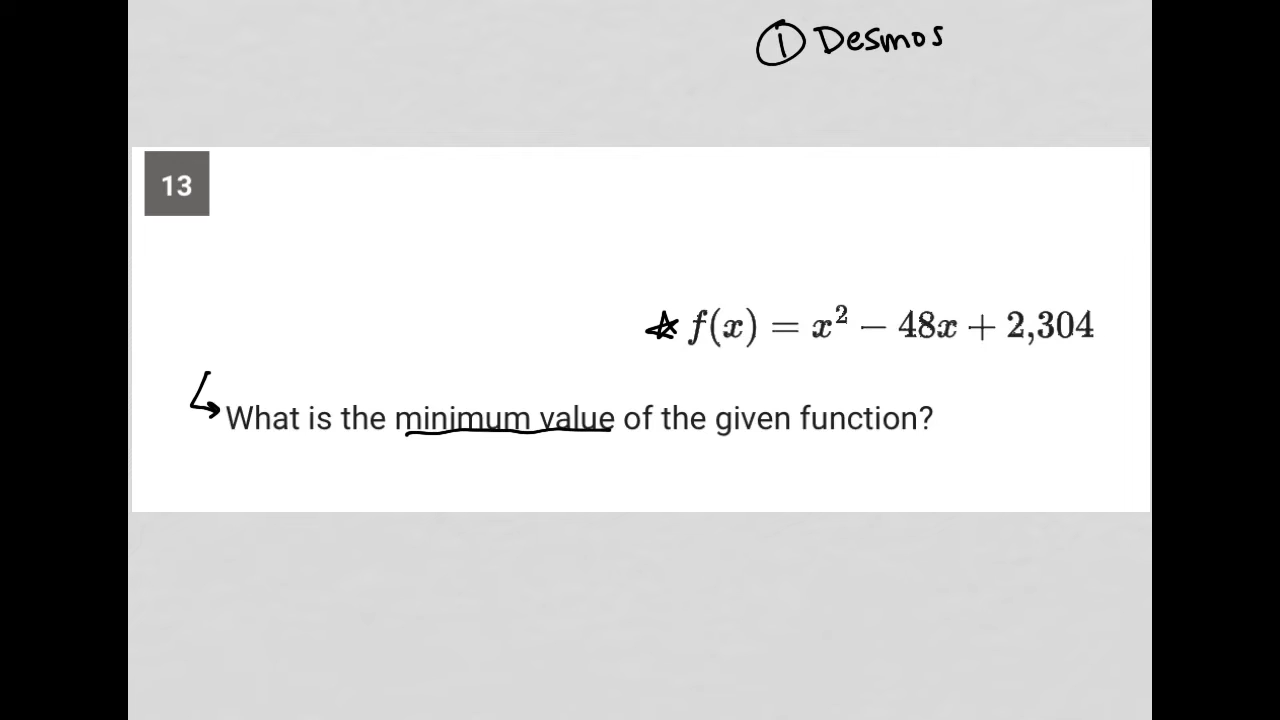 ① Desmos
13
☆ f(x) = x² − 48x + 2,304
What is the minimum value of the given function?